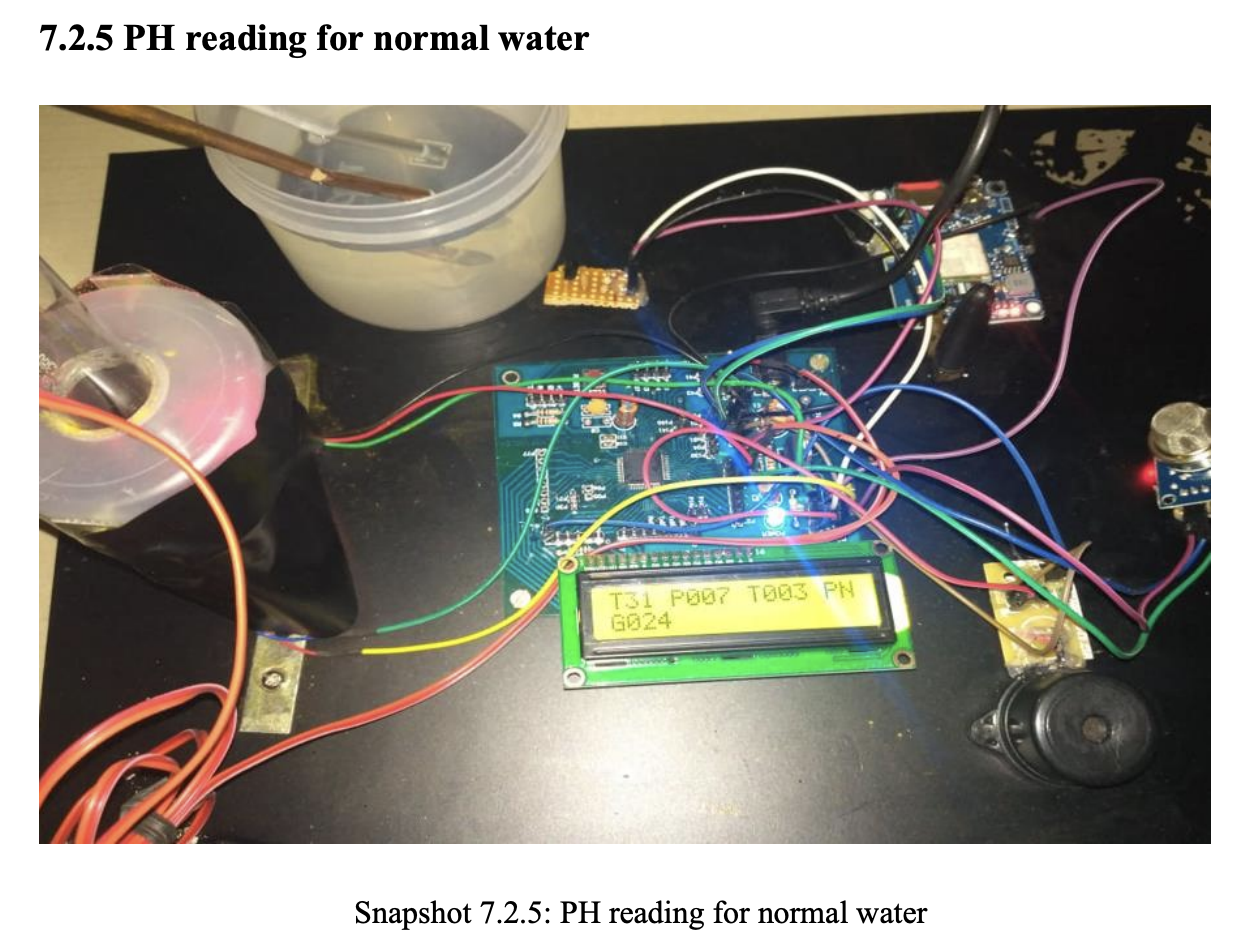 7.2.5 PH reading for normal water
T31 P007 T003 PN
G024
Snapshot 7.2.5: PH reading for normal water